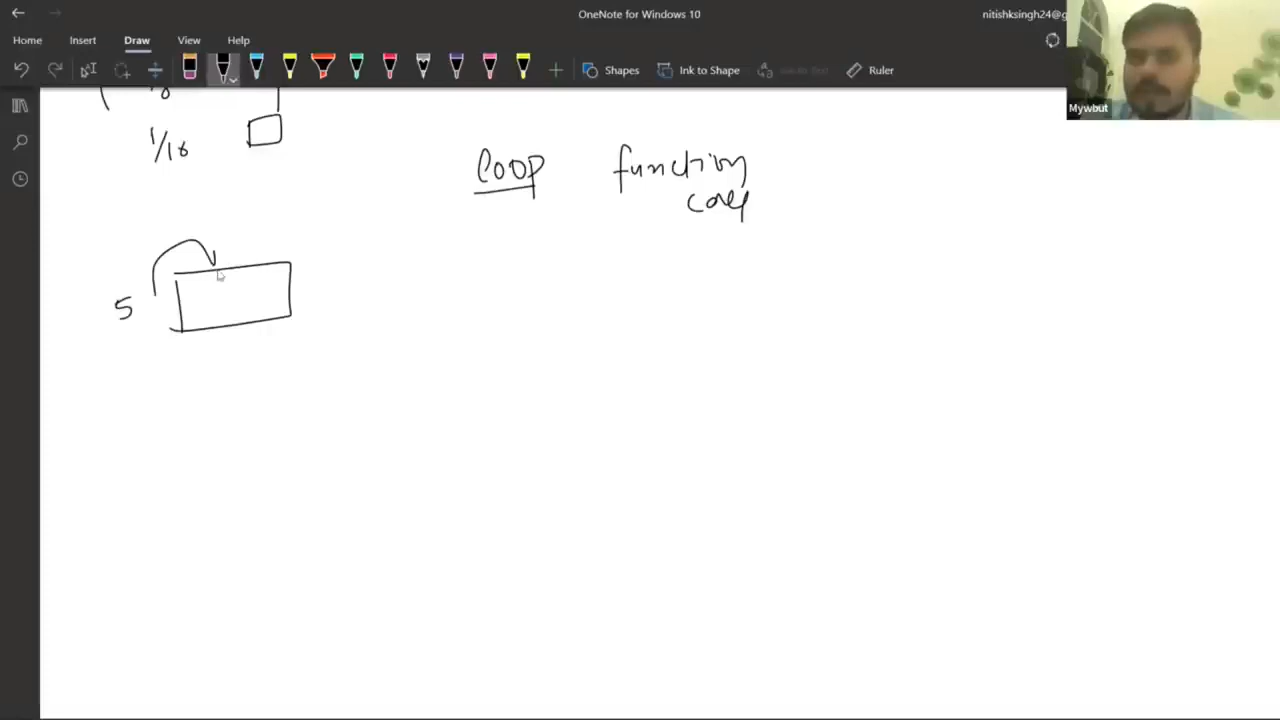 OneNote for Windows 10
nitishksingh24@g
Home Insert Draw View Help
Shapes Ink to Shape Ruler
Mywbut
1/16
loop function
call
5